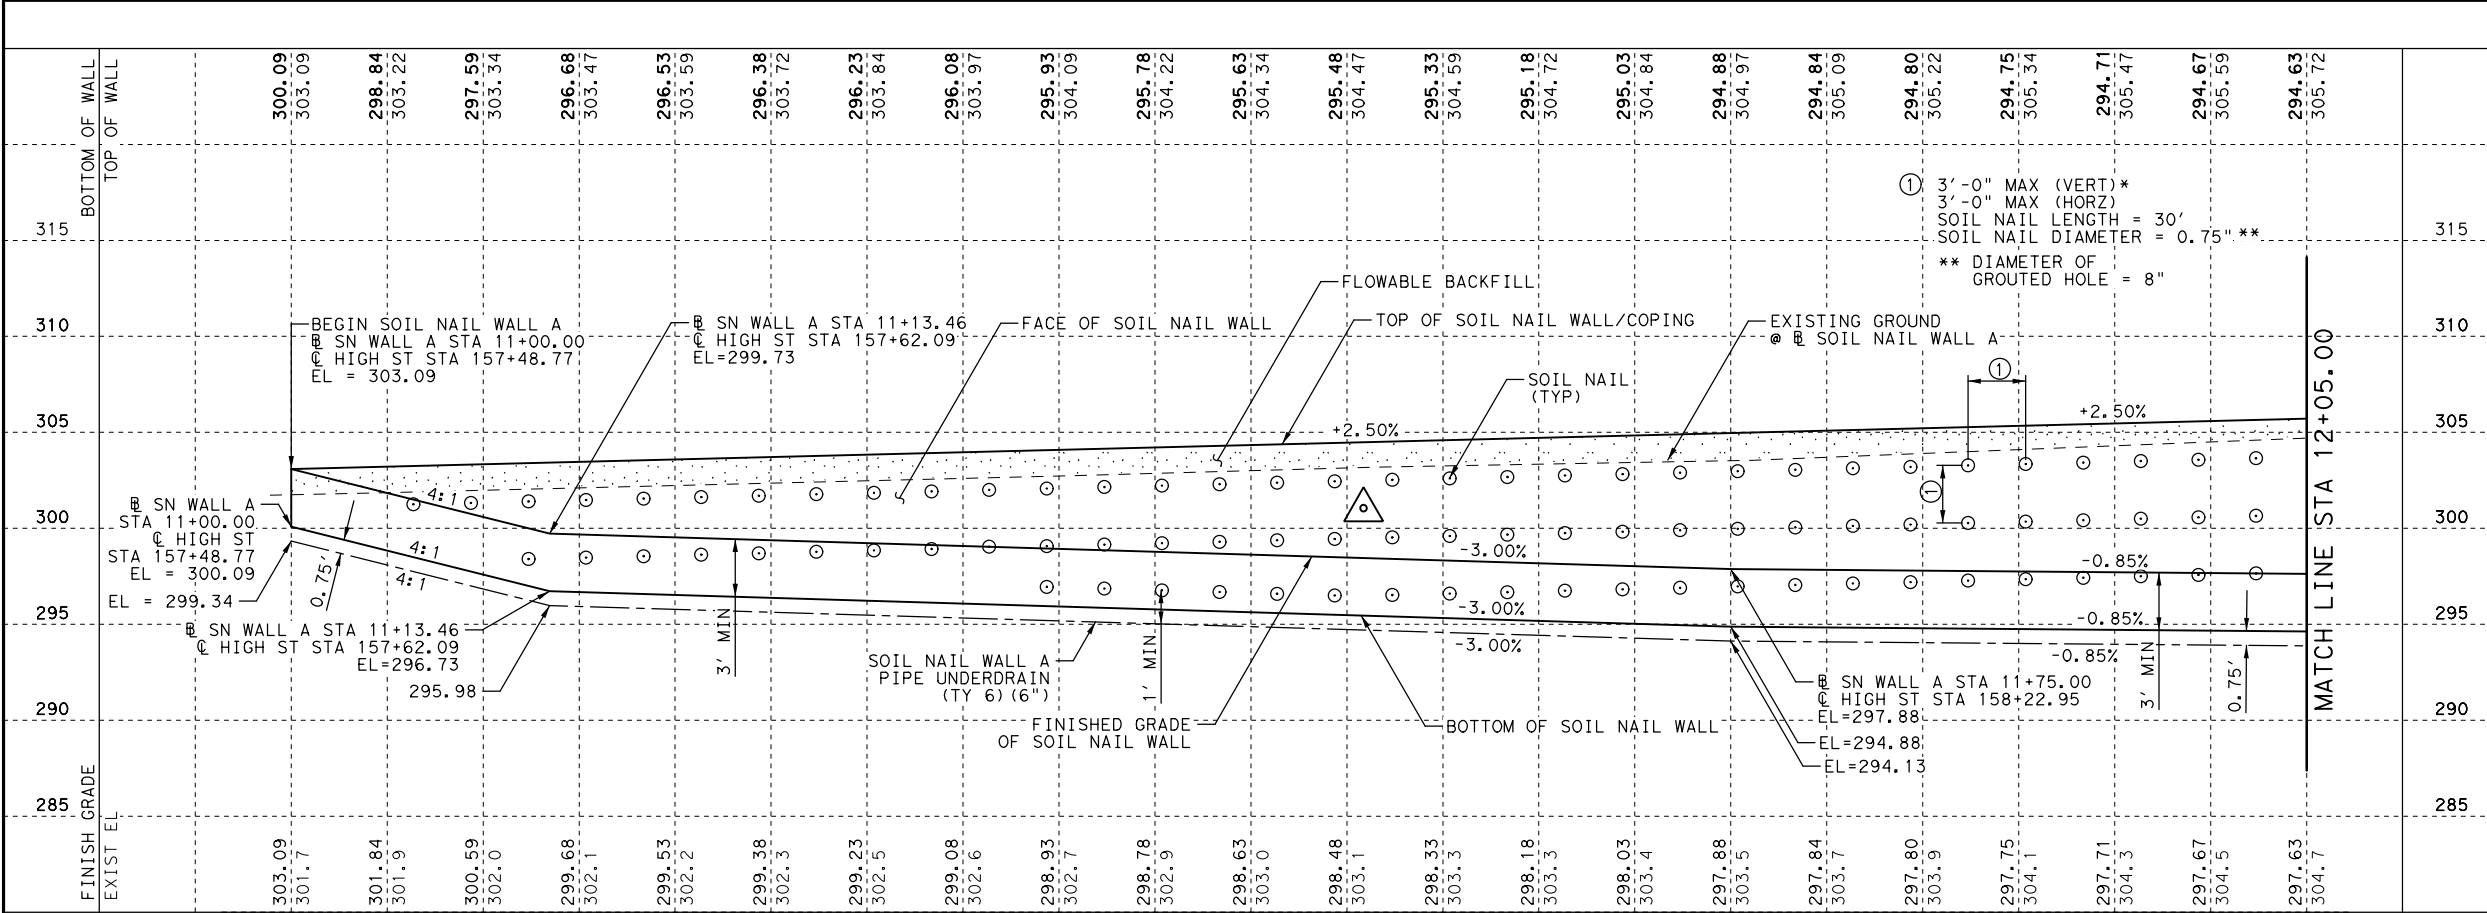 BOTTOM OF WALL
TOP OF WALL
300.09
303.09
298.84
303.22
297.59
303.34
296.68
303.47
296.53
303.59
296.38
303.72
296.23
303.84
296.08
303.97
295.93
304.09
295.78
304.22
295.63
304.34
295.48
304.47
295.33
304.59
295.18
304.72
295.03
304.84
294.88
304.97
294.84
305.09
294.80
305.22
294.75
305.34
294.71
305.47
294.67
305.59
294.63
305.72
1 3'-0" MAX (VERT)*
3'-0" MAX (HORZ)
SOIL NAIL LENGTH = 30'
SOIL NAIL DIAMETER = 0.75" **
** DIAMETER OF
GROUTED HOLE = 8"
315
315
310
310
305
305
300
300
295
295
290
290
285
285
FLOWABLE BACKFILL
BEGIN SOIL NAIL WALL A
BL SN WALL A STA 11+00.00
CL HIGH ST STA 157+48.77
EL = 303.09
BL SN WALL A STA 11+13.46
CL HIGH ST STA 157+62.09
EL=299.73
FACE OF SOIL NAIL WALL
TOP OF SOIL NAIL WALL/COPING
EXISTING GROUND
@ BL SOIL NAIL WALL A
SOIL NAIL
(TYP)
1
1
+2.50%
+2.50%
MATCH LINE STA 12+05.00
BL SN WALL A
STA 11+00.00
CL HIGH ST
STA 157+48.77
EL = 300.09
EL = 299.34
4:1
4:1
4:1
0.75'
-3.00%
-3.00%
-3.00%
-0.85%
-0.85%
-0.85%
BL SN WALL A STA 11+13.46
CL HIGH ST STA 157+62.09
EL=296.73
295.98
3' MIN
SOIL NAIL WALL A
PIPE UNDERDRAIN
(TY 6)(6")
1' MIN
FINISHED GRADE
OF SOIL NAIL WALL
BOTTOM OF SOIL NAIL WALL
BL SN WALL A STA 11+75.00
CL HIGH ST STA 158+22.95
EL=297.88
EL=294.88
EL=294.13
3' MIN
0.75'
FINISH GRADE
EXIST EL
303.09
301.7
301.84
301.9
300.59
302.0
299.68
302.1
299.53
302.2
299.38
302.3
299.23
302.5
299.08
302.6
298.93
302.7
298.78
302.9
298.63
303.0
298.48
303.1
298.33
303.3
298.18
303.3
298.03
303.4
297.88
303.5
297.84
303.7
297.80
303.9
297.75
304.1
297.71
304.3
297.67
304.5
297.63
304.7